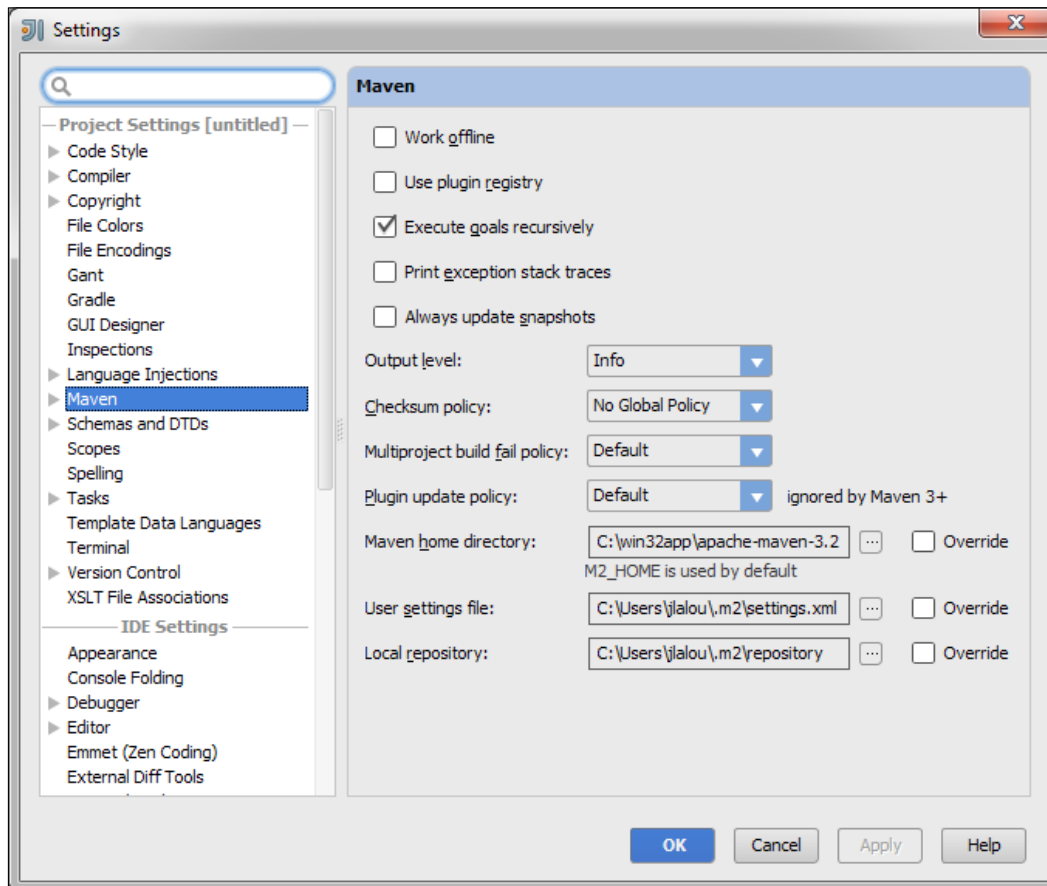 Settings
Project Settings [untitled]
Code Style
Compiler
Copyright
File Colors
File Encodings
Gant
Gradle
GUI Designer
Inspections
Language Injections
Maven
Schemas and DTDs
Scopes
Spelling
Tasks
Template Data Languages
Terminal
Version Control
XSLT File Associations
IDE Settings
Appearance
Console Folding
Debugger
Editor
Emmet (Zen Coding)
External Diff Tools
Maven
Work offline
Use plugin registry
Execute goals recursively
Print exception stack traces
Always update snapshots
Output level: Info
Checksum policy: No Global Policy
Multiproject build fail policy: Default
Plugin update policy: Default ignored by Maven 3+
Maven home directory: C:\win32app\apache-maven-3.2 ... Override
M2_HOME is used by default
User settings file: C:\Users\jlalou\.m2\settings.xml ... Override
Local repository: C:\Users\jlalou\.m2\repository ... Override
OK Cancel Apply Help